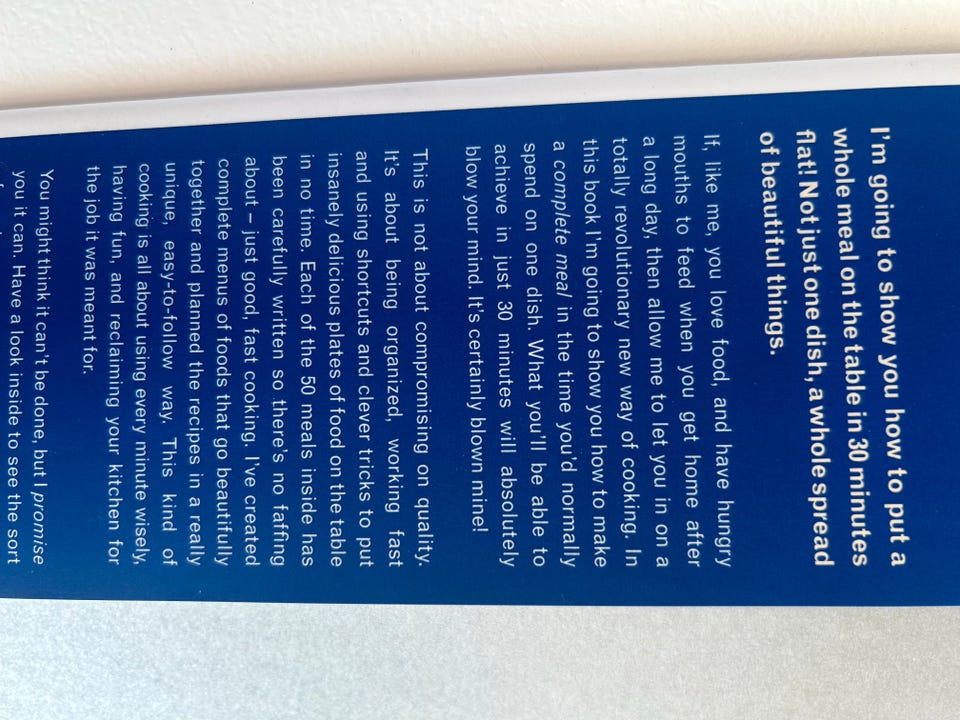 I'm going to show you how to put a
whole meal on the table in 30 minutes
flat! Not just one dish, a whole spread
of beautiful things.
If, like me, you love food, and have hungry
mouths to feed when you get home after
a long day, then allow me to let you in on a
totally revolutionary new way of cooking. In
this book I'm going to show you how to make
a complete meal in the time you'd normally
spend on one dish. What you'll be able to
achieve in just 30 minutes will absolutely
blow your mind. It's certainly blown mine!
This is not about compromising on quality.
It's about being organized, working fast
and using shortcuts and clever tricks to put
insanely delicious plates of food on the table
in no time. Each of the 50 meals inside has
been carefully written so there's no faffing
about – just good, fast cooking. I've created
complete menus of foods that go beautifully
together and planned the recipes in a really
unique, easy-to-follow way. This kind of
cooking is all about using every minute wisely,
having fun, and reclaiming your kitchen for
the job it was meant for.
You might think it can't be done, but I promise
you it can. Have a look inside to see the sort